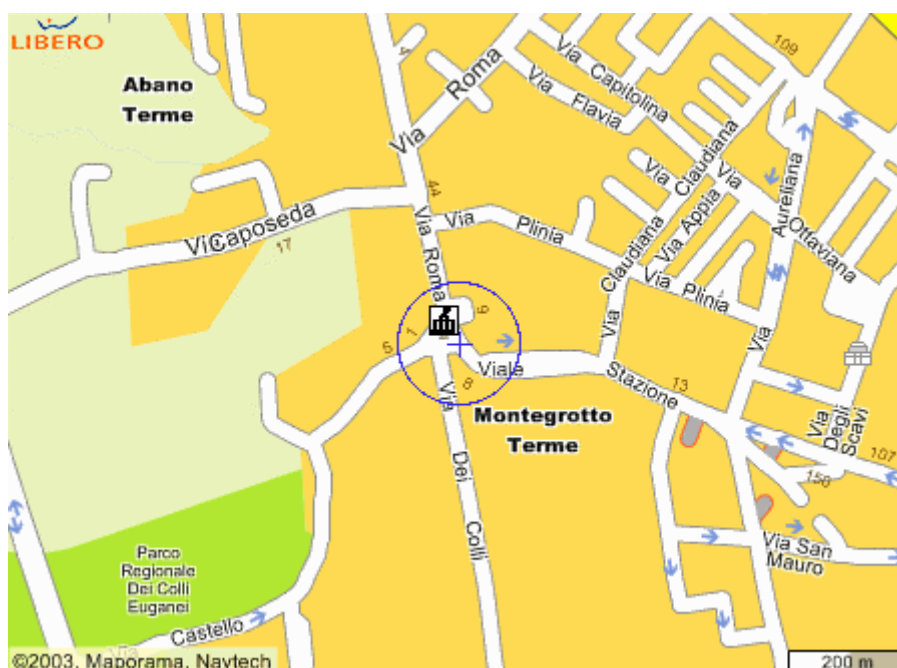 LIBERO
Abano
Terme
109
Via Roma
Via Capitolina
Via Flavia
Via Claudiana
Via Ottaviana
Via Appia
Via Aureliana
44
Via Caposeda
17
Via Plinia
Via Plinia
Via Roma
Via Claudiana
9
1
5
8
Viale Stazione
13
Montegrotto
Terme
Via Dei Colli
Via
Degli
Scavi
107
158
Via San
Mauro
Parco
Regionale
Dei Colli
Euganei
Via Castello
©2003, Maporama, Navtech
200 m